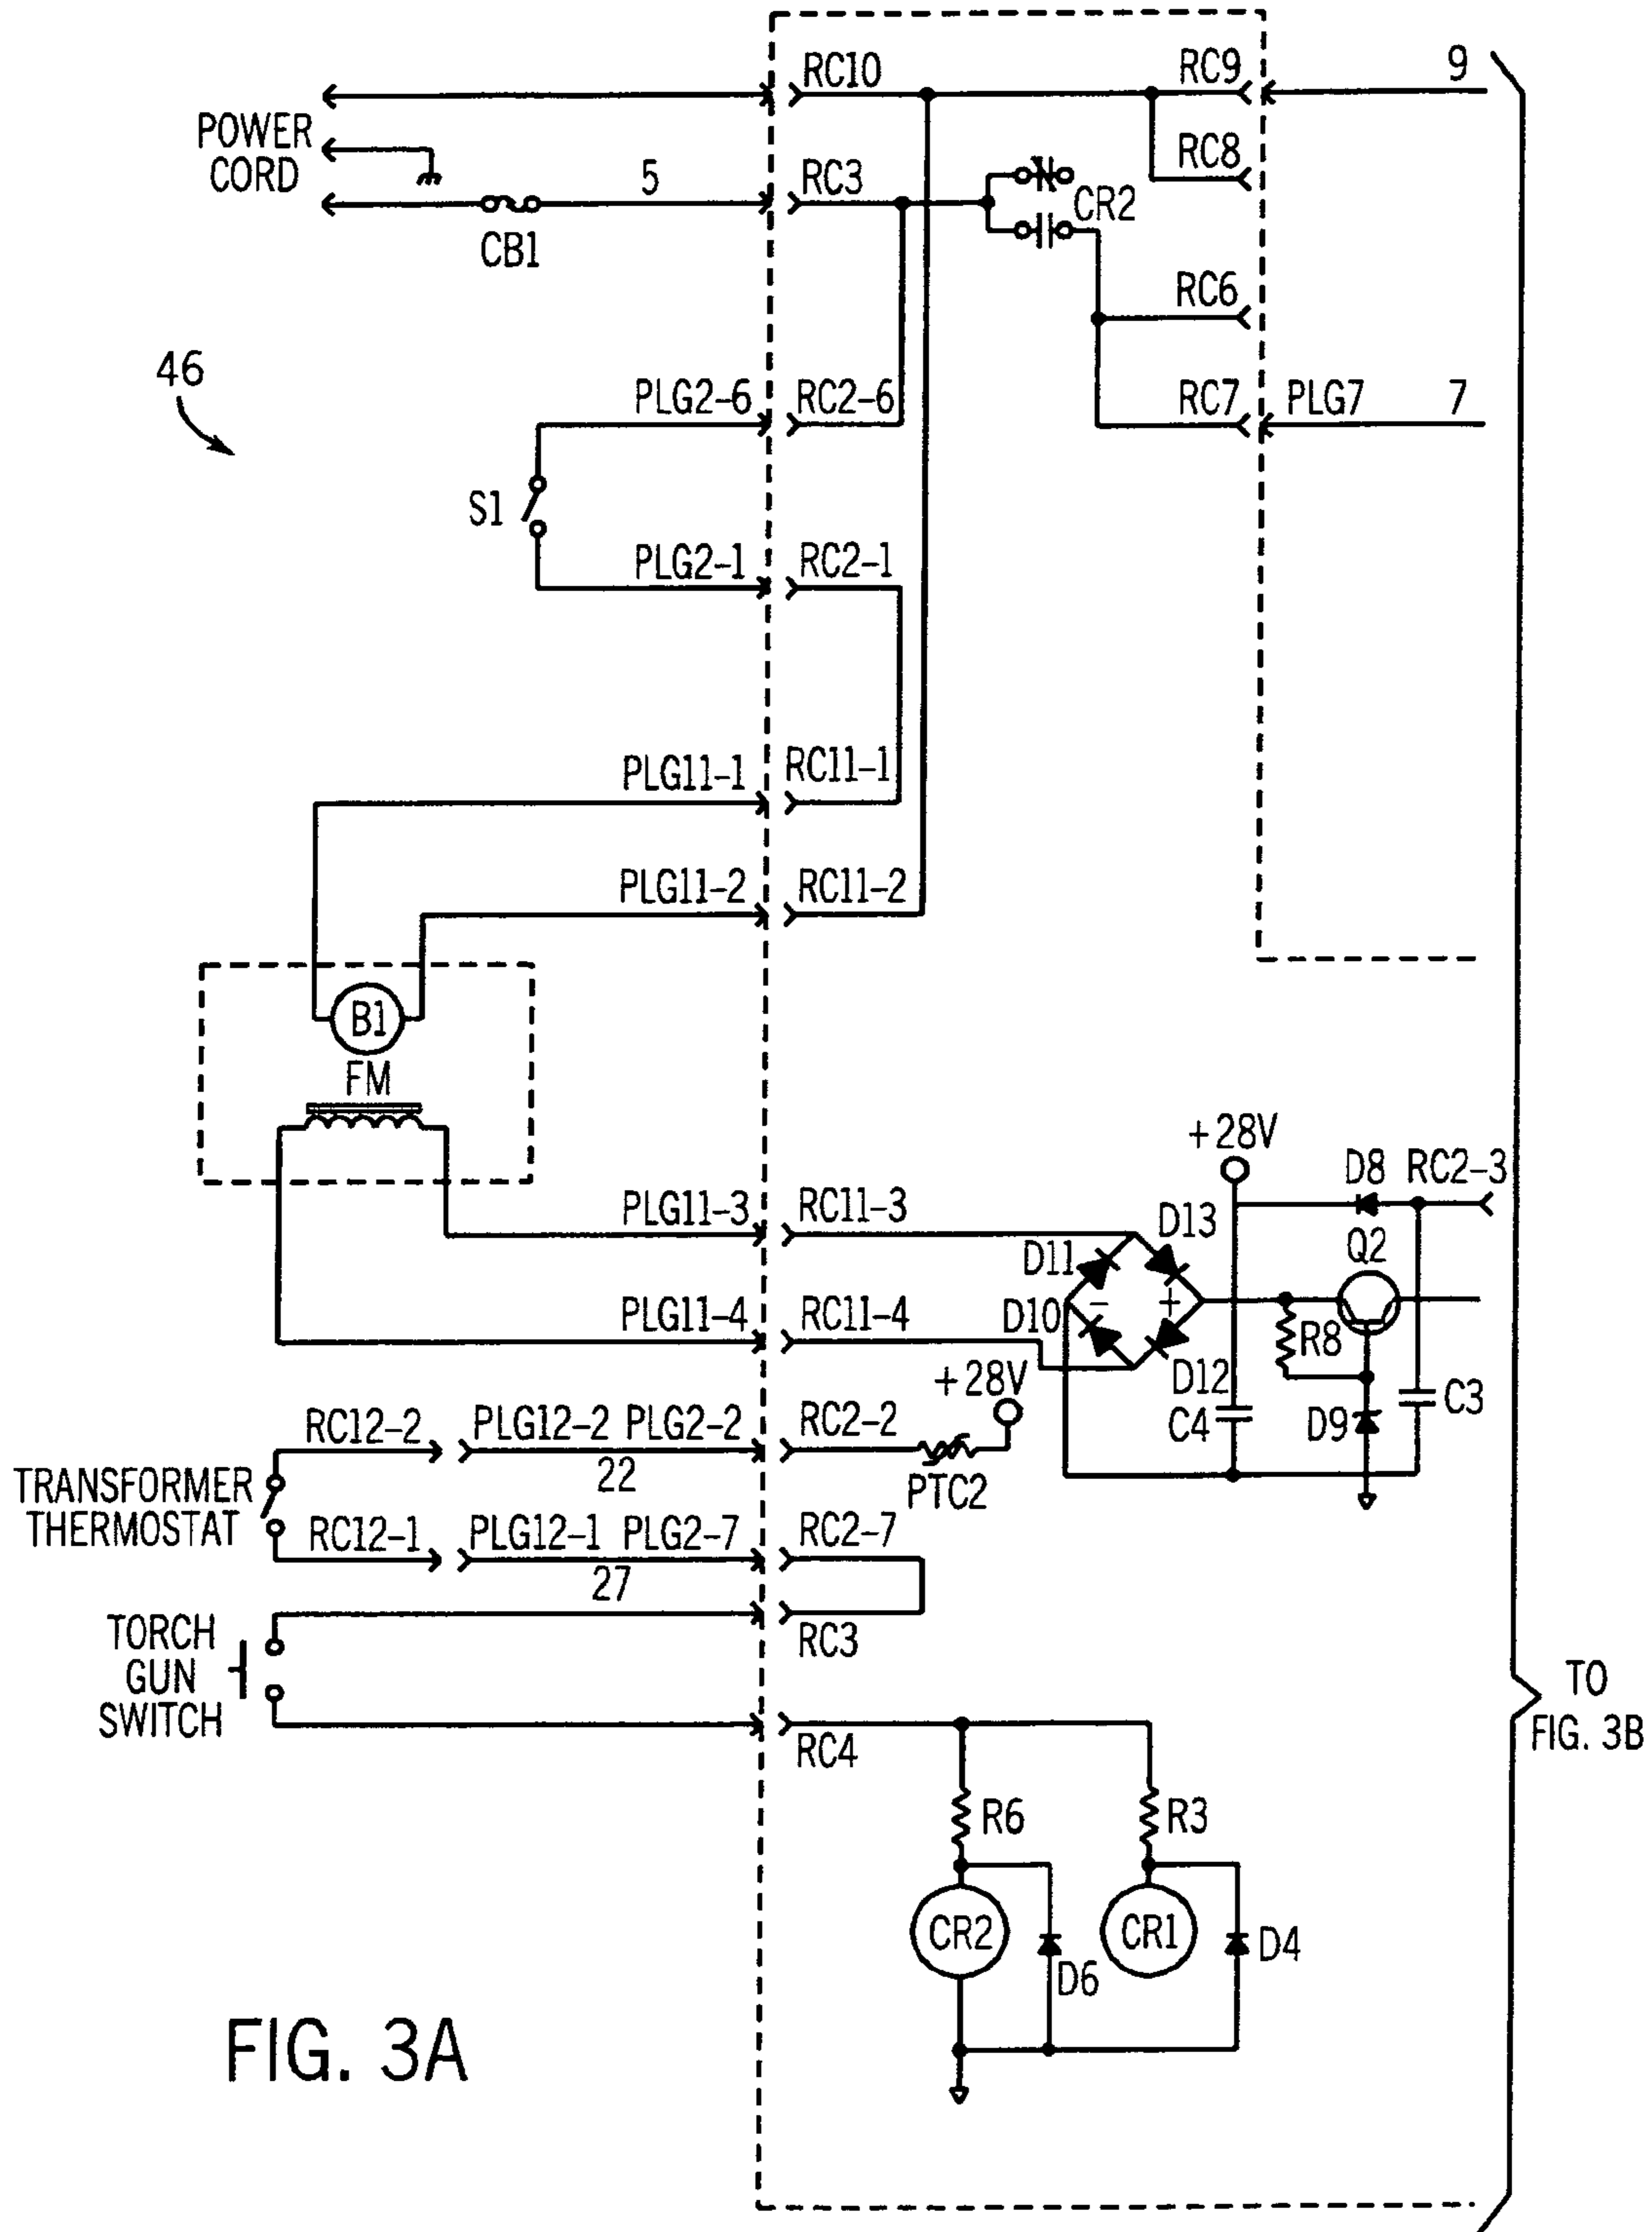 RC10
RC9
9
POWER
CORD
5
RC3
RC8
CR2
CB1
RC6
46
PLG2-6
RC2-6
RC7
PLG7
7
S1
PLG2-1
RC2-1
PLG11-1
RC11-1
PLG11-2
RC11-2
B1
FM
+28V
D8
RC2-3
PLG11-3
RC11-3
D11
D13
Q2
PLG11-4
RC11-4
D10
-
+
R8
D12
+28V
C4
D9
C3
RC12-2
PLG12-2
PLG2-2
RC2-2
22
PTC2
TRANSFORMER
THERMOSTAT
RC12-1
PLG12-1
PLG2-7
RC2-7
27
TORCH
GUN
SWITCH
RC3
RC4
TO
FIG. 3B
R6
R3
CR2
D6
CR1
D4
FIG. 3A